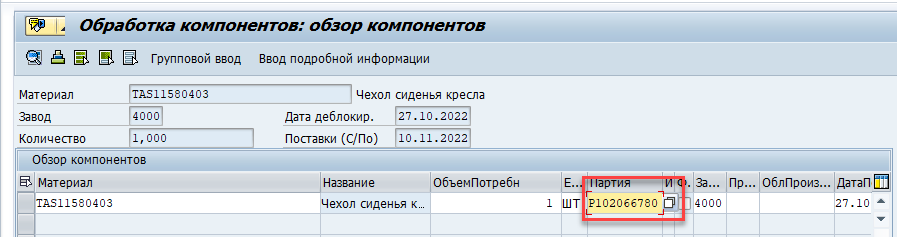 Обработка компонентов: обзор компонентов
Групповой ввод Ввод подробной информации
Материал TAS11580403 Чехол сиденья кресла
Завод 4000 Дата деблокир. 27.10.2022
Количество 1,000 Поставки (С/По) 10.11.2022
Обзор компонентов
Материал Название ОбъемПотребн Е... Партия И Ф. За... Пр... ОблПроиз... ДатаП
TAS11580403 Чехол сиденья к... 1 ШТ P102066780 4000 27.10